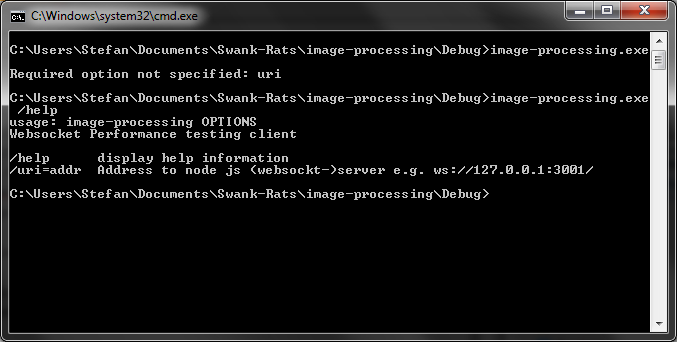 C:\Windows\system32\cmd.exe
C:\Users\Stefan\Documents\Swank-Rats\image-processing\Debug>image-processing.exe
Required option not specified: uri
C:\Users\Stefan\Documents\Swank-Rats\image-processing\Debug>image-processing.exe
/help
usage: image-processing OPTIONS
Websocket Performance testing client
/help      display help information
/uri=addr  Address to node js (websockt->server e.g. ws://127.0.0.1:3001/
C:\Users\Stefan\Documents\Swank-Rats\image-processing\Debug>